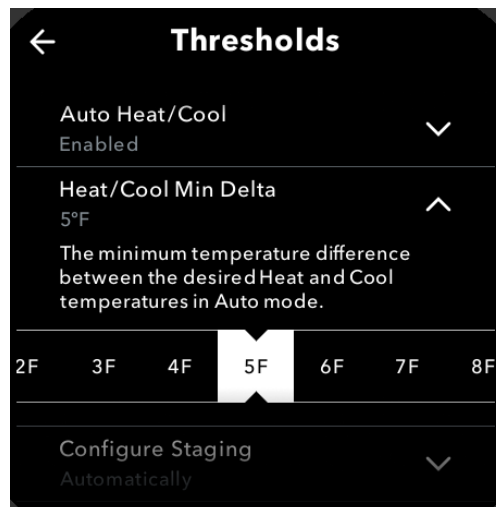 Thresholds
Auto Heat/Cool
Enabled
Heat/Cool Min Delta
5°F
The minimum temperature difference
between the desired Heat and Cool
temperatures in Auto mode.
2F 3F 4F 5F 6F 7F 8F
Configure Staging
Automatically